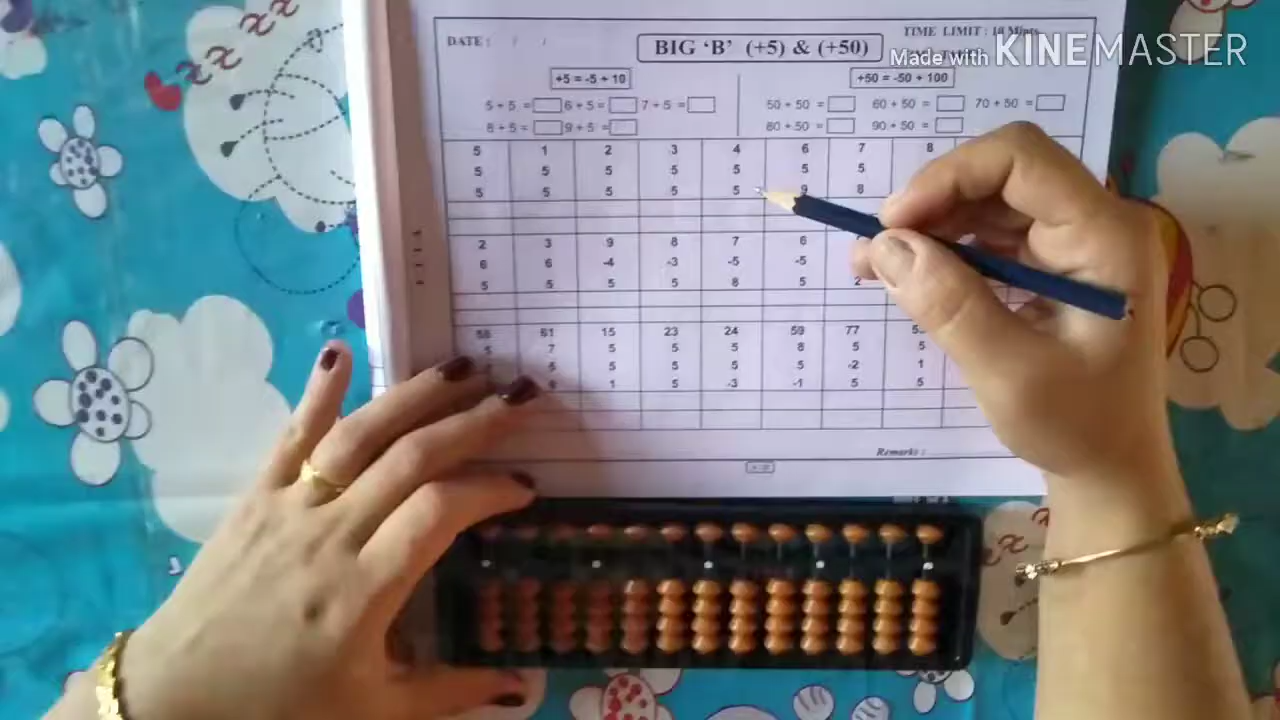 DATE : / /
BIG ‘B’ (+5) & (+50)
TIME LIMIT : 10 Mints
Made with KINEMASTER
+5 = -5 + 10
+50 = -50 + 100
5 + 5 = 6 + 5 = 7 + 5 =
50 + 50 = 60 + 50 = 70 + 50 =
8 + 5 = 9 + 5 =
80 + 50 = 90 + 50 =
5 1 2 3 4 6 7 8
5 5 5 5 5 5 5
5 5 5 5 5 9 8
2 3 9 8 7 6
6 6 -4 -3 -5 -5
5 5 5 5 8 5 2
56 61 15 23 24 59 77
5 7 5 5 5 8 5 5
5 5 5 5 5 -2 1
1 5 -3 -1 5 5
Remarks :